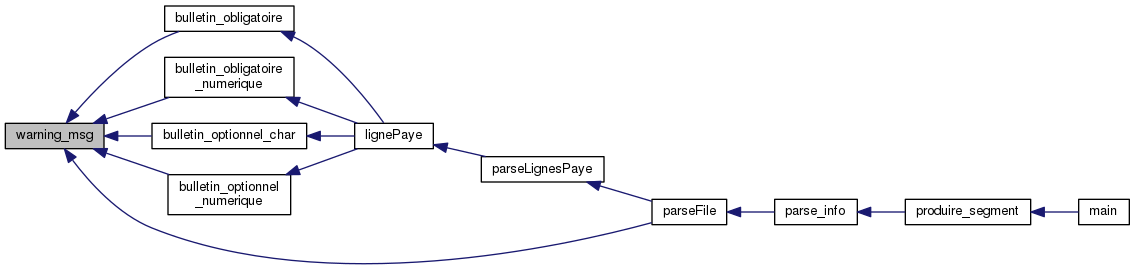 bulletin_obligatoire
bulletin_obligatoire
_numerique
warning_msg
bulletin_optionnel_char
lignePaye
parseLignesPaye
bulletin_optionnel
_numerique
parseFile
parse_info
produire_segment
main